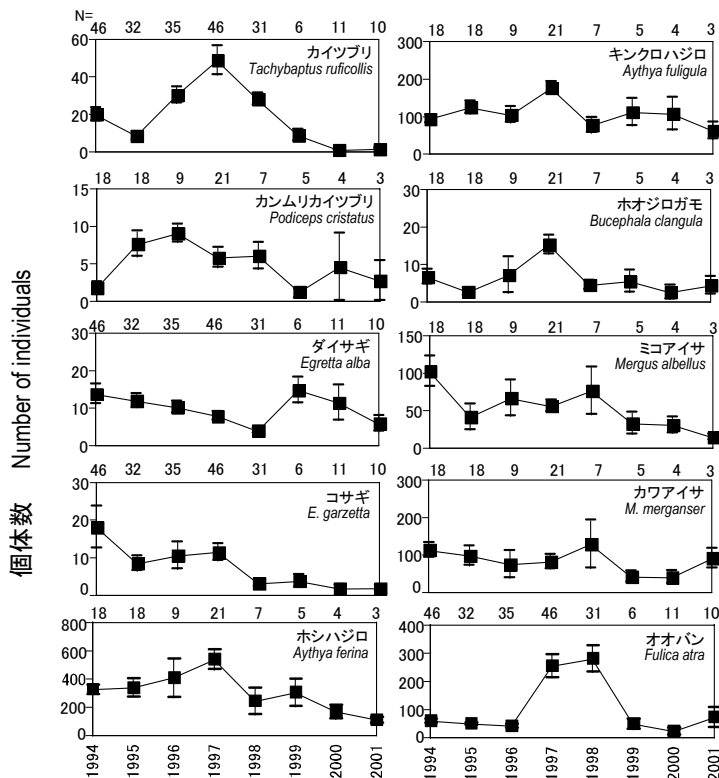 N=
46 32 35 46 31 6 11 10
60
40
20
0
カイツブリ
Tachybaptus ruficollis
18 18 9 21 7 5 4 3
15
10
5
0
カンムリカイツブリ
Podiceps cristatus
46 32 35 46 31 6 11 10
30
20
10
0
ダイサギ
Egretta alba
46 32 35 46 31 6 11 10
30
20
10
0
コサギ
E. garzetta
18 18 9 21 7 5 4 3
800
600
400
200
0
ホシハジロ
Aythya ferina
1994 1995 1996 1997 1998 1999 2000 2001
18 18 9 21 7 5 4 3
300
200
100
0
キンクロハジロ
Aythya fuligula
18 18 9 21 7 5 4 3
30
20
10
0
ホオジロガモ
Bucephala clangula
18 18 9 21 7 5 4 3
150
100
50
0
ミコアイサ
Mergus albellus
18 18 9 21 7 5 4 3
300
200
100
0
カワアイサ
M. merganser
46 32 35 46 31 6 11 10
400
300
200
100
0
オオバン
Fulica atra
1994 1995 1996 1997 1998 1999 2000 2001
個体数 Number of individuals